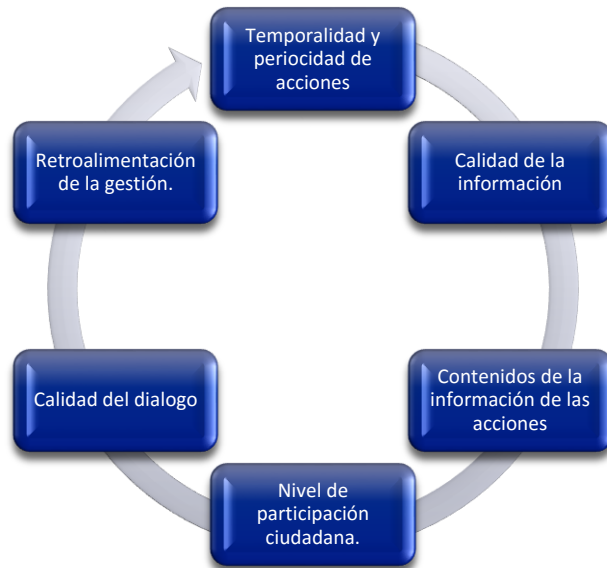 Temporalidad y
periocidad de
acciones
Calidad de la
información
Contenidos de la
información de las
acciones
Nivel de
participación
ciudadana.
Calidad del dialogo
Retroalimentación
de la gestión.